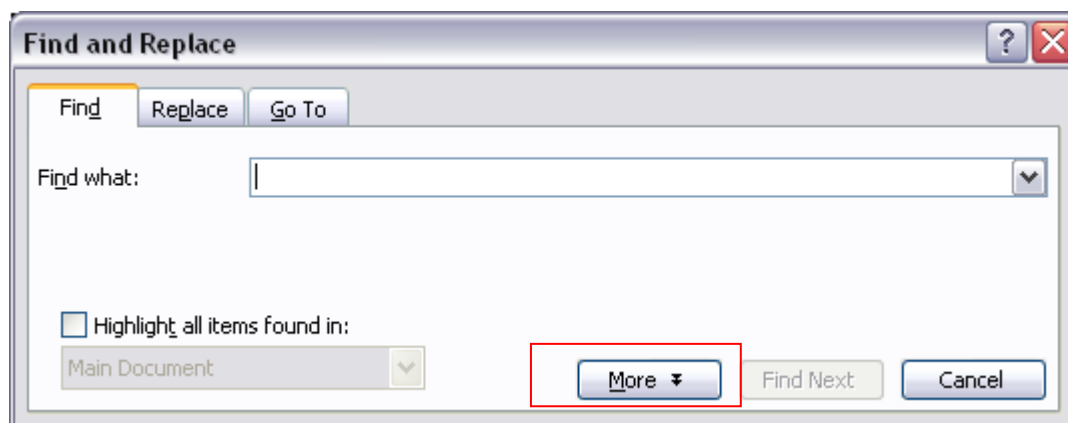 Find and Replace
Find Replace Go To
Find what:
Highlight all items found in:
Main Document More Find Next Cancel